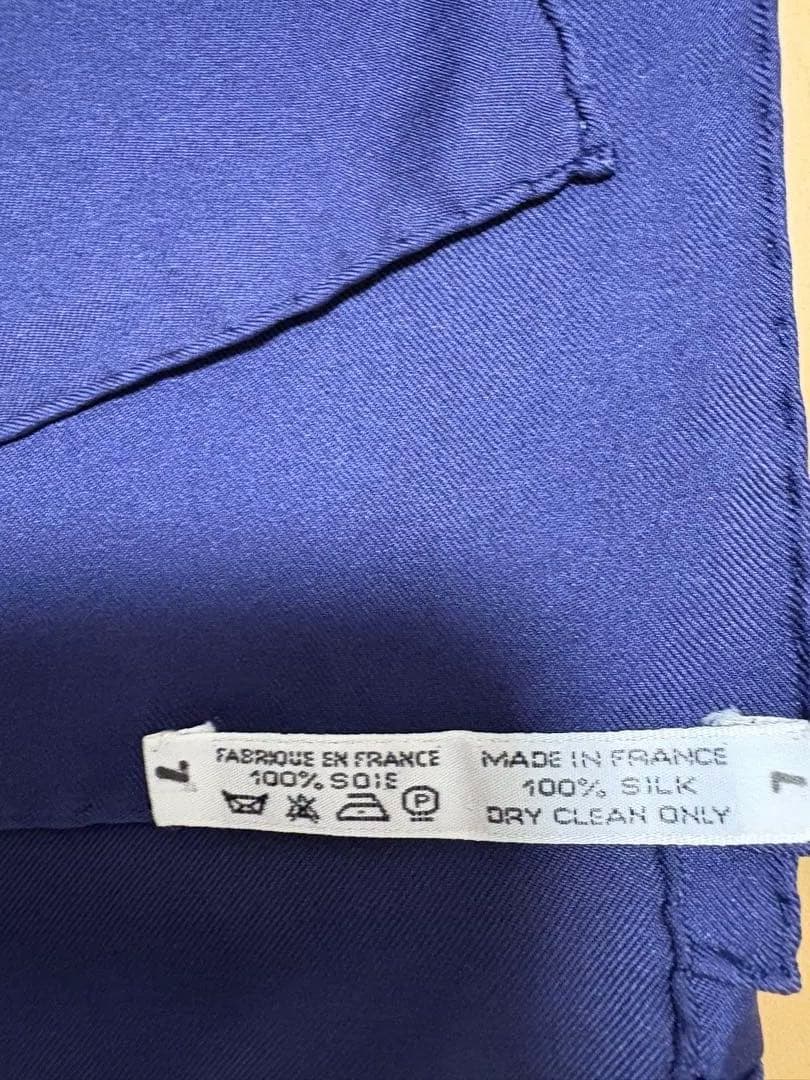 FABRIQUE EN FRANCE
100% SOIE
P
MADE IN FRANCE
100% SILK
DRY CLEAN ONLY